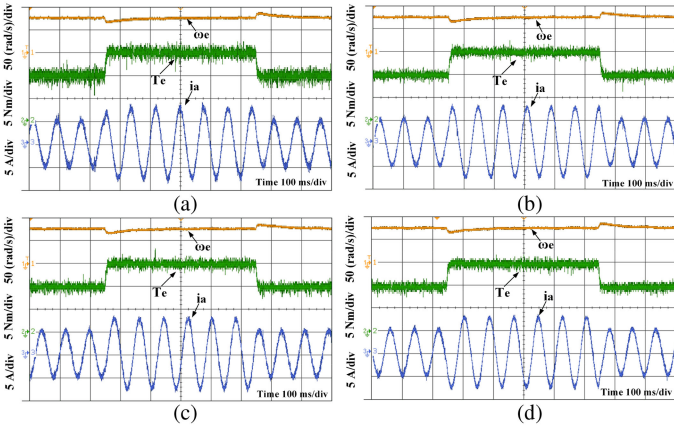 50 (rad/s)/div
5 Nm/div
5 A/div
ωe
Te
ia
Time 100 ms/div
(a)
50 (rad/s)/div
5 Nm/div
5 A/div
ωe
Te
ia
Time 100 ms/div
(b)
50 (rad/s)/div
5 Nm/div
5 A/div
ωe
Te
ia
Time 100 ms/div
(c)
50 (rad/s)/div
5 Nm/div
5 A/div
ωe
Te
ia
Time 100 ms/div
(d)